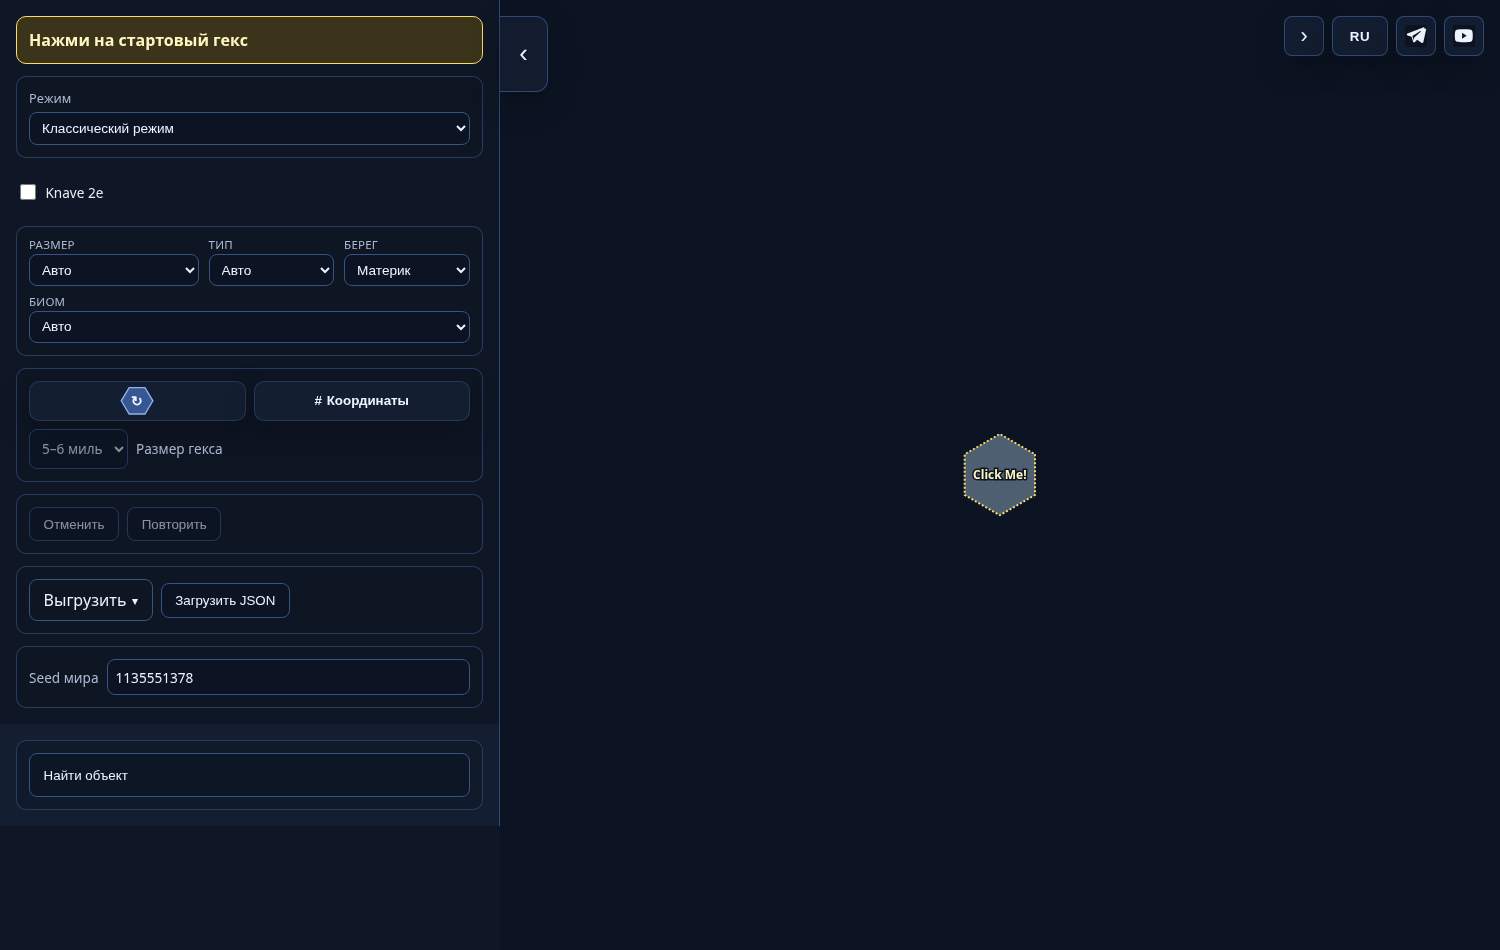 Нажми на стартовый гекс
Режим
Классический режим
Knave 2e
РАЗМЕР ТИП БЕРЕГ
Авто Авто Материк
БИОМ
Авто
↻ # Координаты
5–6 миль Размер гекса
Отменить Повторить
Выгрузить ▾ Загрузить JSON
Seed мира 1135551378
Найти объект
‹
› RU
Click Me!